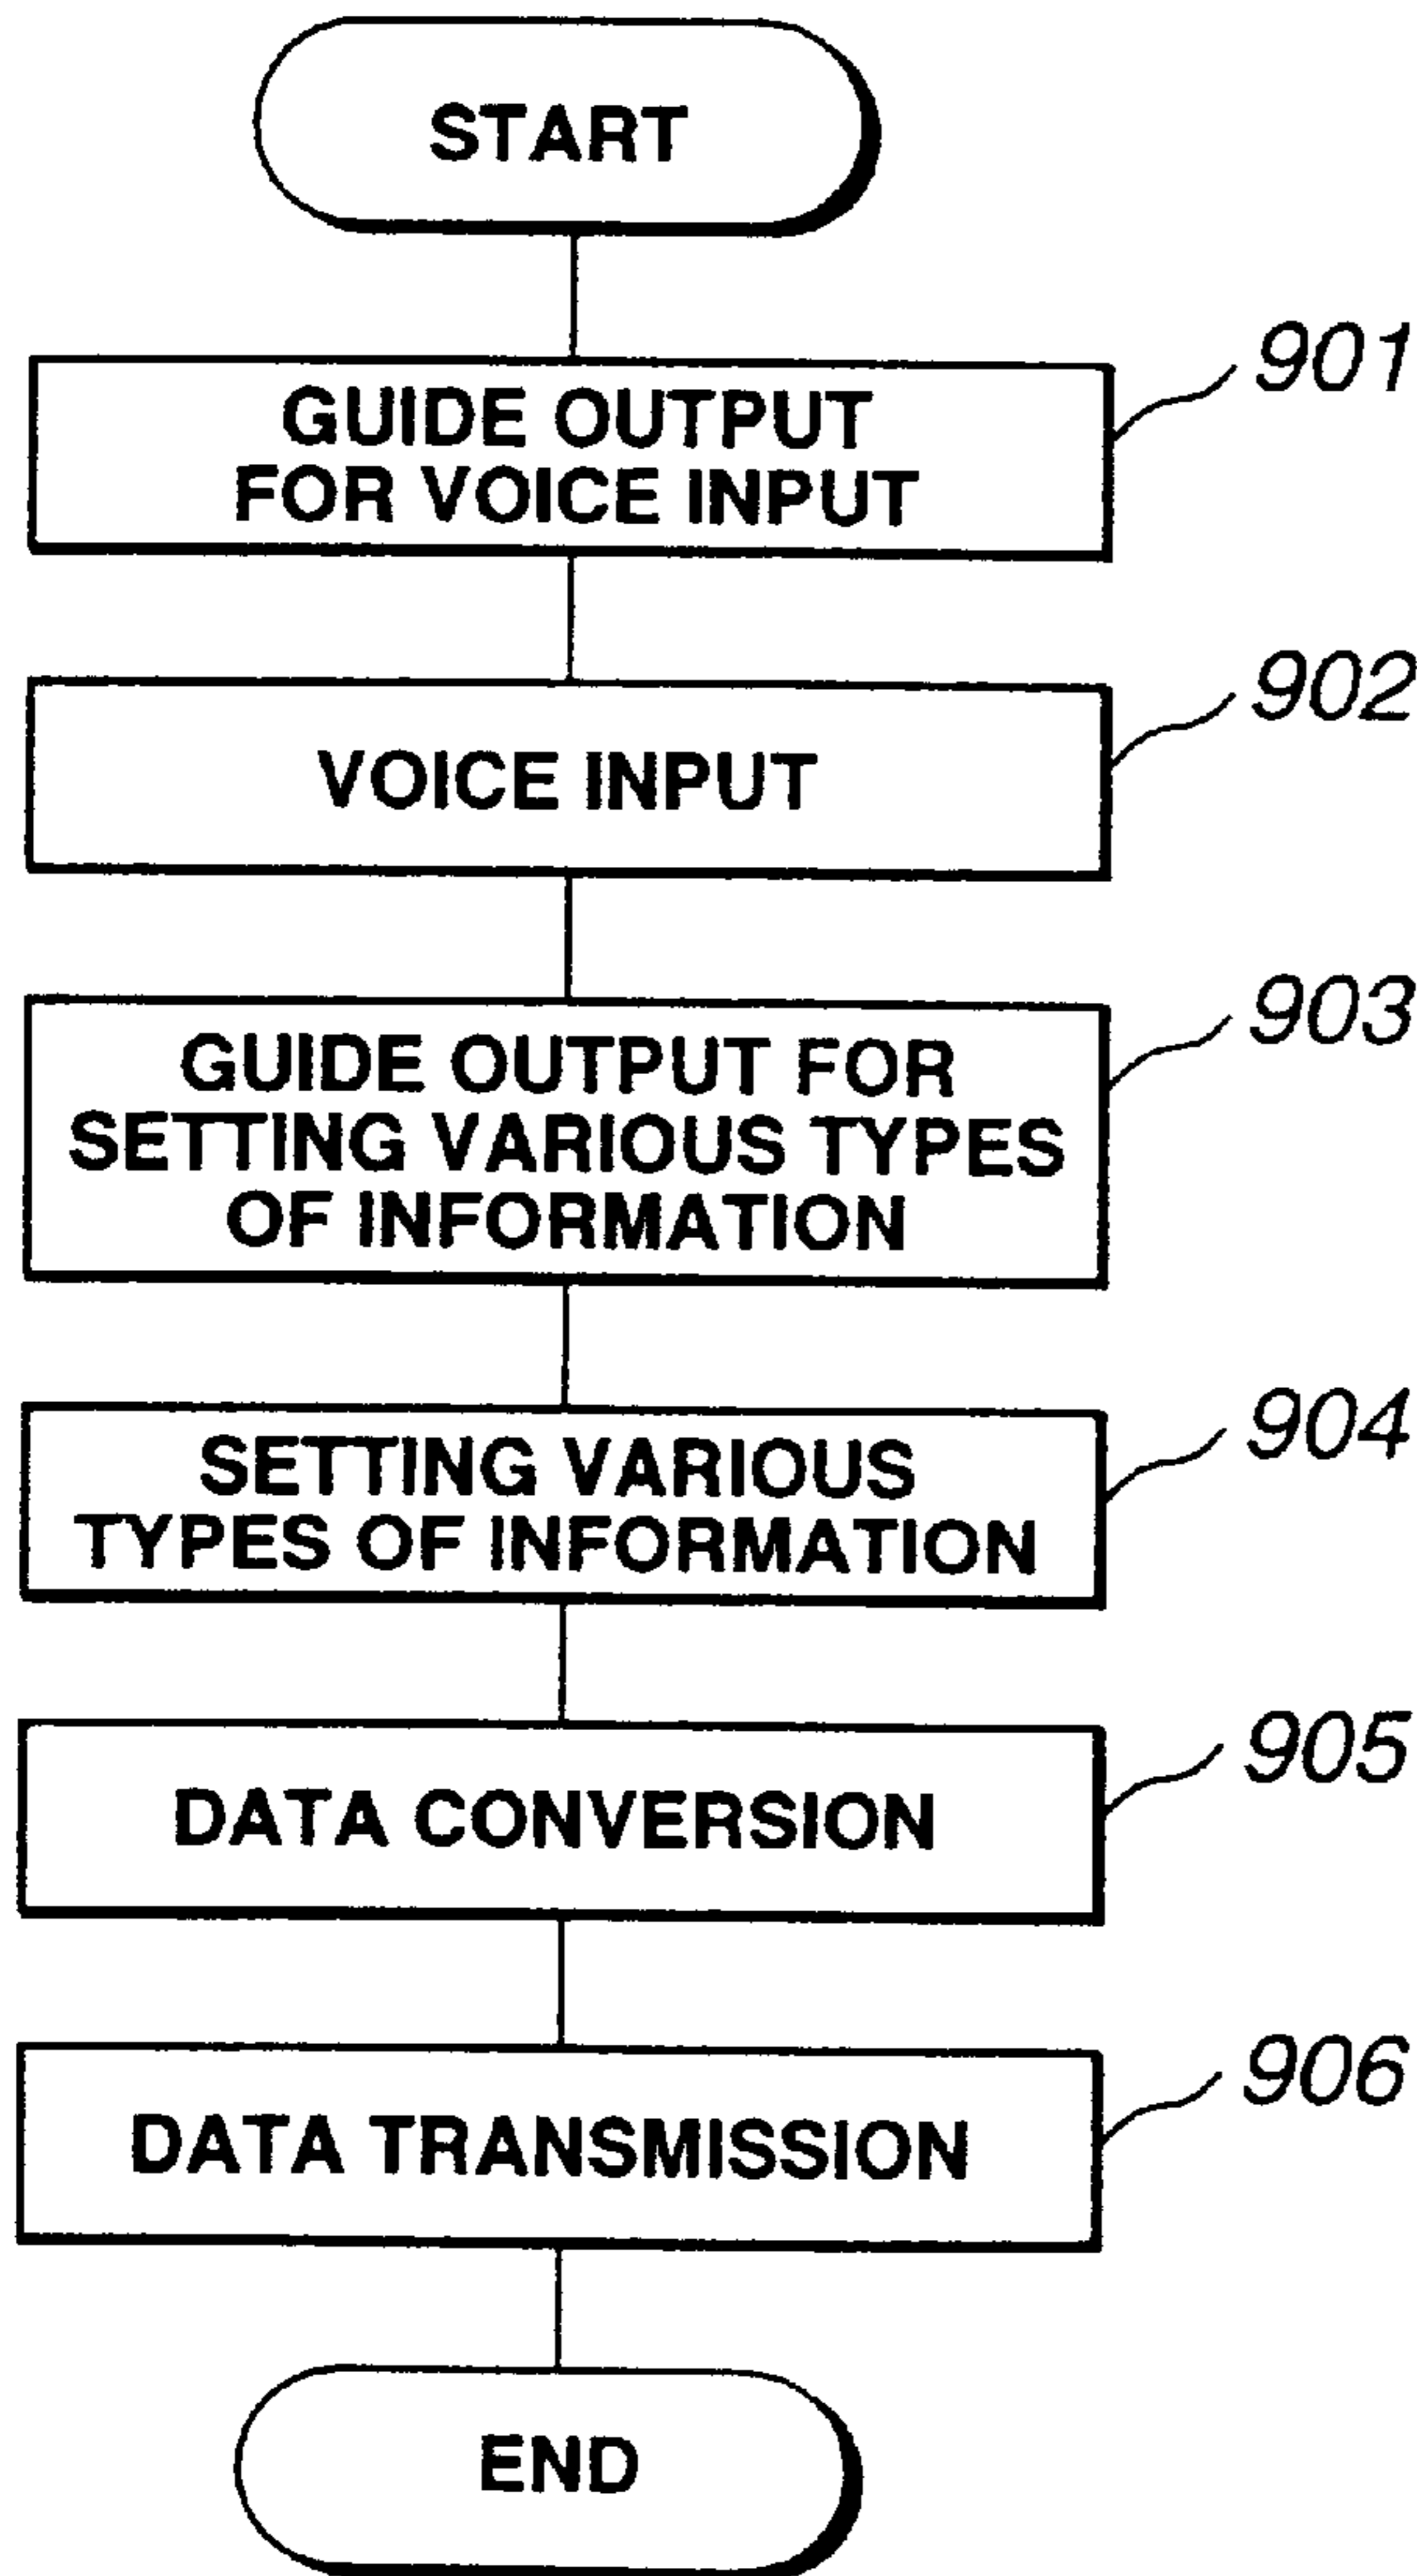 START
901
GUIDE OUTPUT
FOR VOICE INPUT
902
VOICE INPUT
903
GUIDE OUTPUT FOR
SETTING VARIOUS TYPES
OF INFORMATION
904
SETTING VARIOUS
TYPES OF INFORMATION
905
DATA CONVERSION
906
DATA TRANSMISSION
END